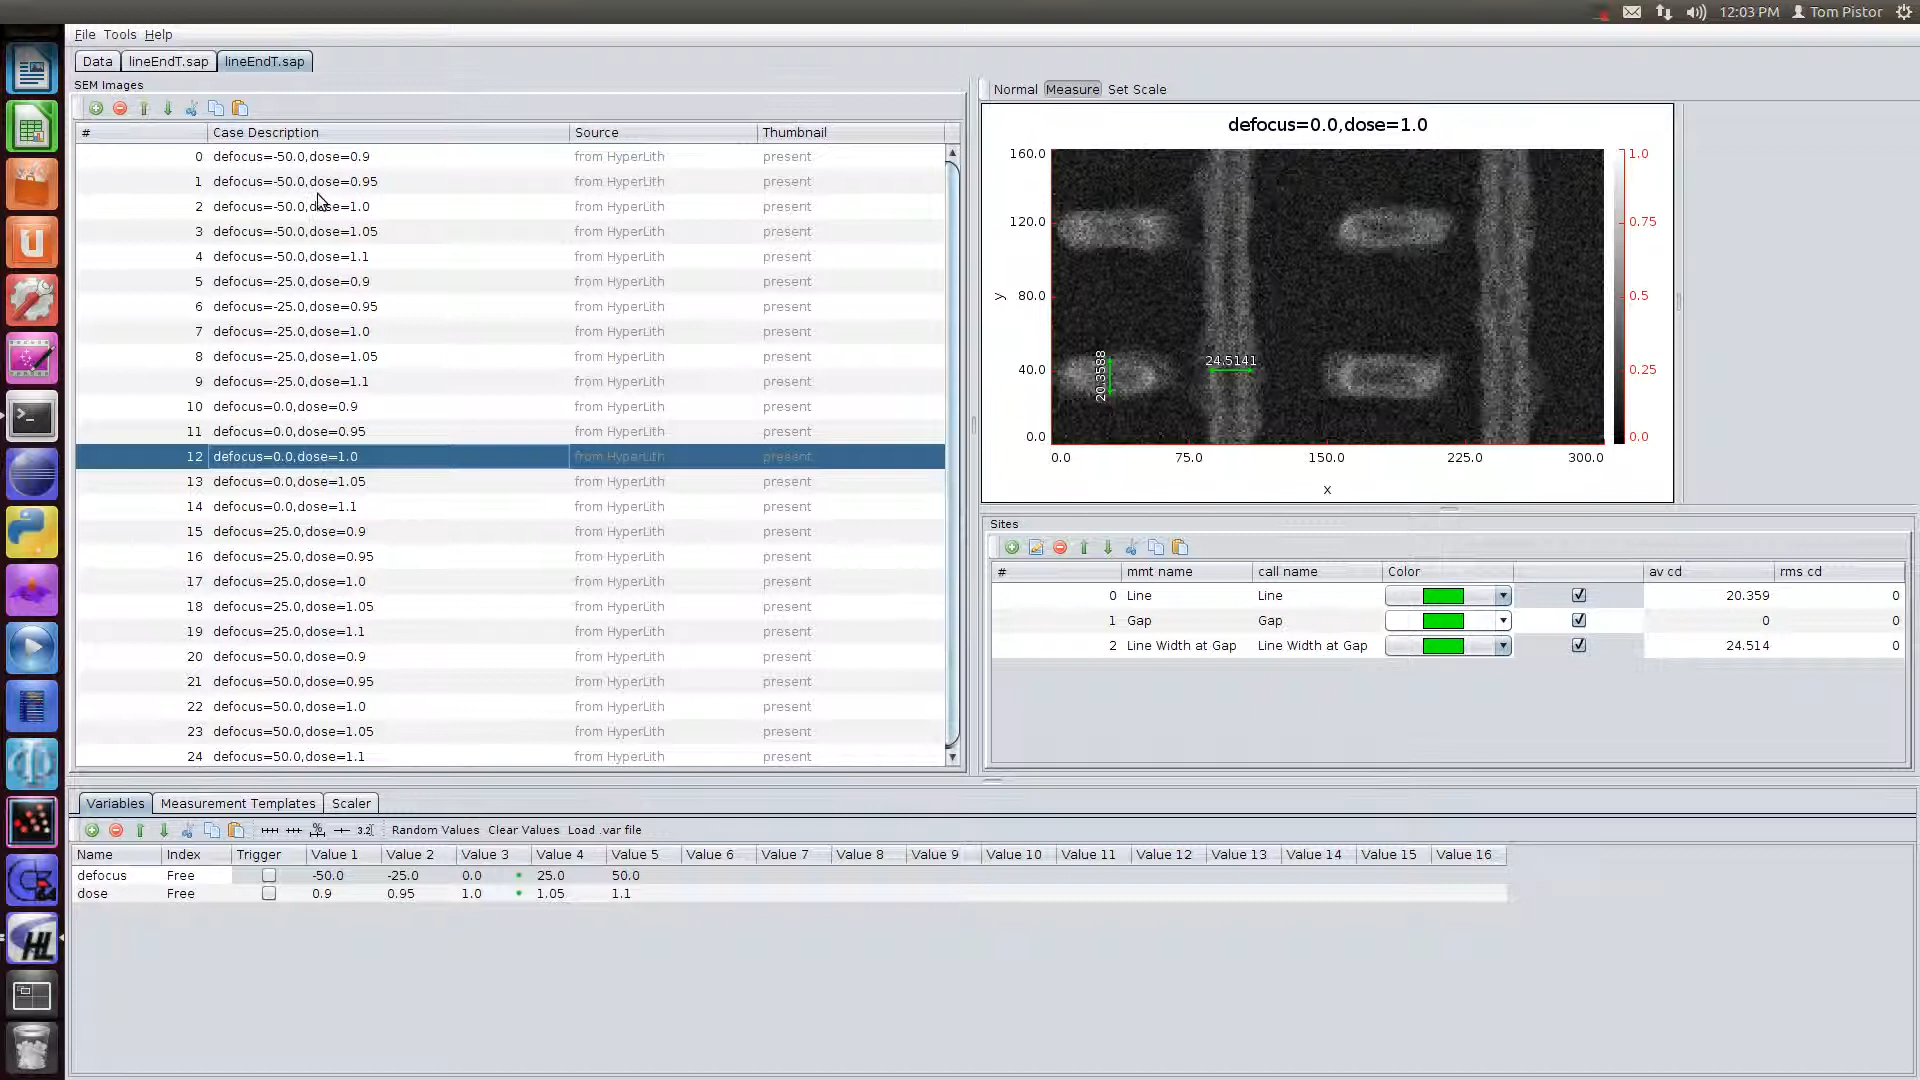 12:03 PM Tom Pistor
File Tools Help
Data lineEndT.sap lineEndT.sap
SEM Images
# Case Description Source Thumbnail
0 defocus=-50.0,dose=0.9 from HyperLith present
1 defocus=-50.0,dose=0.95 from HyperLith present
2 defocus=-50.0,dose=1.0 from HyperLith present
3 defocus=-50.0,dose=1.05 from HyperLith present
4 defocus=-50.0,dose=1.1 from HyperLith present
5 defocus=-25.0,dose=0.9 from HyperLith present
6 defocus=-25.0,dose=0.95 from HyperLith present
7 defocus=-25.0,dose=1.0 from HyperLith present
8 defocus=-25.0,dose=1.05 from HyperLith present
9 defocus=-25.0,dose=1.1 from HyperLith present
10 defocus=0.0,dose=0.9 from HyperLith present
11 defocus=0.0,dose=0.95 from HyperLith present
12 defocus=0.0,dose=1.0 from HyperLith present
13 defocus=0.0,dose=1.05 from HyperLith present
14 defocus=0.0,dose=1.1 from HyperLith present
15 defocus=25.0,dose=0.9 from HyperLith present
16 defocus=25.0,dose=0.95 from HyperLith present
17 defocus=25.0,dose=1.0 from HyperLith present
18 defocus=25.0,dose=1.05 from HyperLith present
19 defocus=25.0,dose=1.1 from HyperLith present
20 defocus=50.0,dose=0.9 from HyperLith present
21 defocus=50.0,dose=0.95 from HyperLith present
22 defocus=50.0,dose=1.0 from HyperLith present
23 defocus=50.0,dose=1.05 from HyperLith present
24 defocus=50.0,dose=1.1 from HyperLith present
Normal Measure Set Scale
defocus=0.0,dose=1.0
160.0 1.0
120.0 0.75
y 80.0 0.5
24.5141
20.3588
40.0 0.25
0.0 0.0
0.0 75.0 150.0 225.0 300.0
x
Sites
# mmt name call name Color av cd rms cd
0 Line Line 20.359 0
1 Gap Gap 0 0
2 Line Width at Gap Line Width at Gap 24.514 0
Variables Measurement Templates Scaler
% 3.2 Random Values Clear Values Load .var file
Name Index Trigger Value 1 Value 2 Value 3 Value 4 Value 5 Value 6 Value 7 Value 8 Value 9 Value 10 Value 11 Value 12 Value 13 Value 14 Value 15 Value 16
defocus Free -50.0 -25.0 0.0 25.0 50.0
dose Free 0.9 0.95 1.0 1.05 1.1
HL